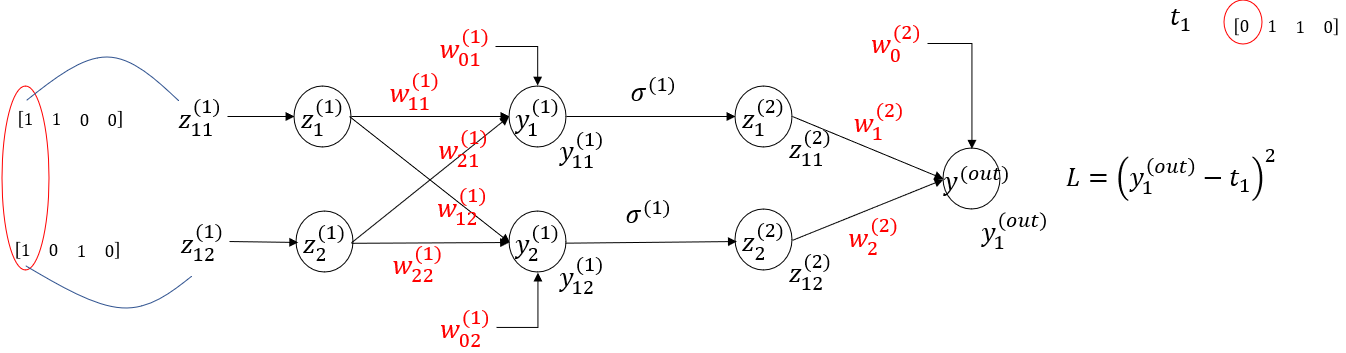 t₁ [0 1 1 0]
w₀₁⁽¹⁾
w₀⁽²⁾
w₁₁⁽¹⁾
σ⁽¹⁾
[1 1 0 0] z₁₁⁽¹⁾ z₁⁽¹⁾ y₁⁽¹⁾ z₁⁽²⁾ w₁⁽²⁾
w₂₁⁽¹⁾ y₁₁⁽¹⁾ z₁₁⁽²⁾
y⁽ᵒᵘᵗ⁾ L = (y₁⁽ᵒᵘᵗ⁾ − t₁)²
w₁₂⁽¹⁾ σ⁽¹⁾
y₁⁽ᵒᵘᵗ⁾
[1 0 1 0] z₁₂⁽¹⁾ z₂⁽¹⁾ y₂⁽¹⁾ z₂⁽²⁾ w₂⁽²⁾
w₂₂⁽¹⁾ y₁₂⁽¹⁾ z₁₂⁽²⁾
w₀₂⁽¹⁾